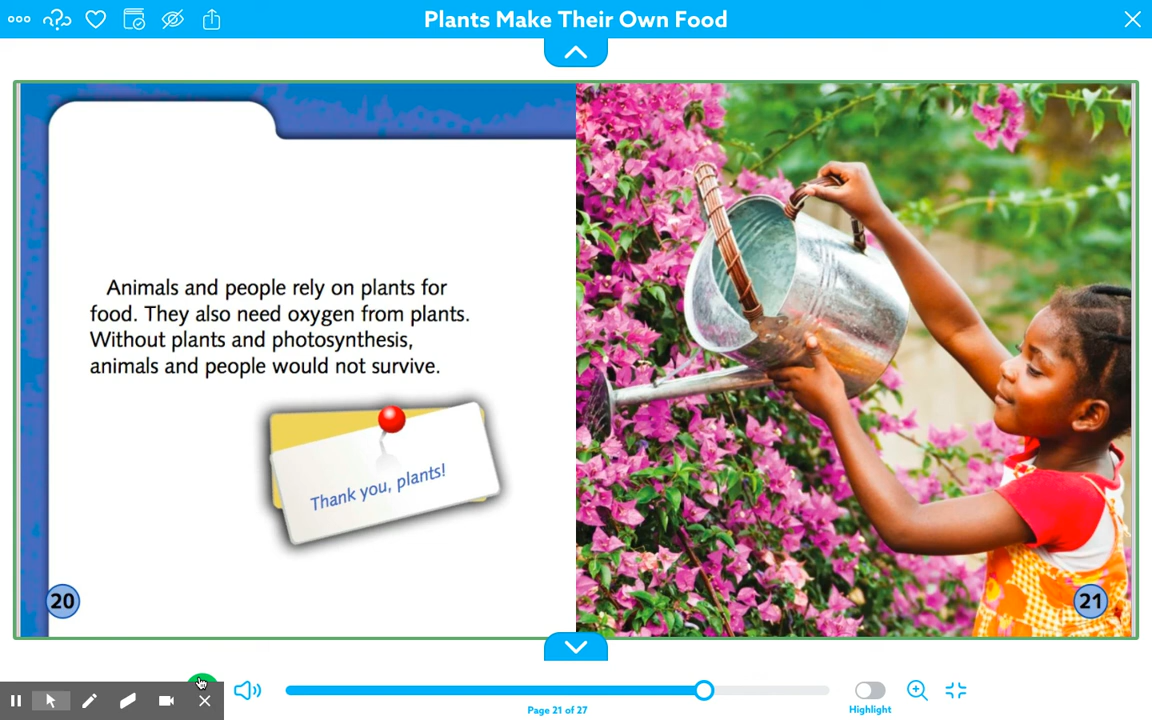 Plants Make Their Own Food
Animals and people rely on plants for
food. They also need oxygen from plants.
Without plants and photosynthesis,
animals and people would not survive.
Thank you, plants!
20
21
Page 21 of 27
Highlight